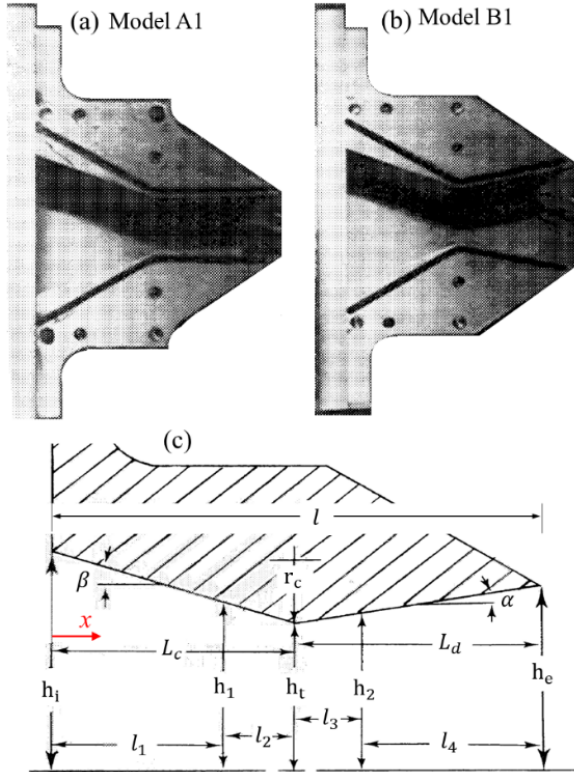 (a) Model A1
(b) Model B1
(c)
l
β
r_c
α
x
L_c
L_d
h_i
h_1
h_t
h_2
h_e
l_1
l_2
l_3
l_4